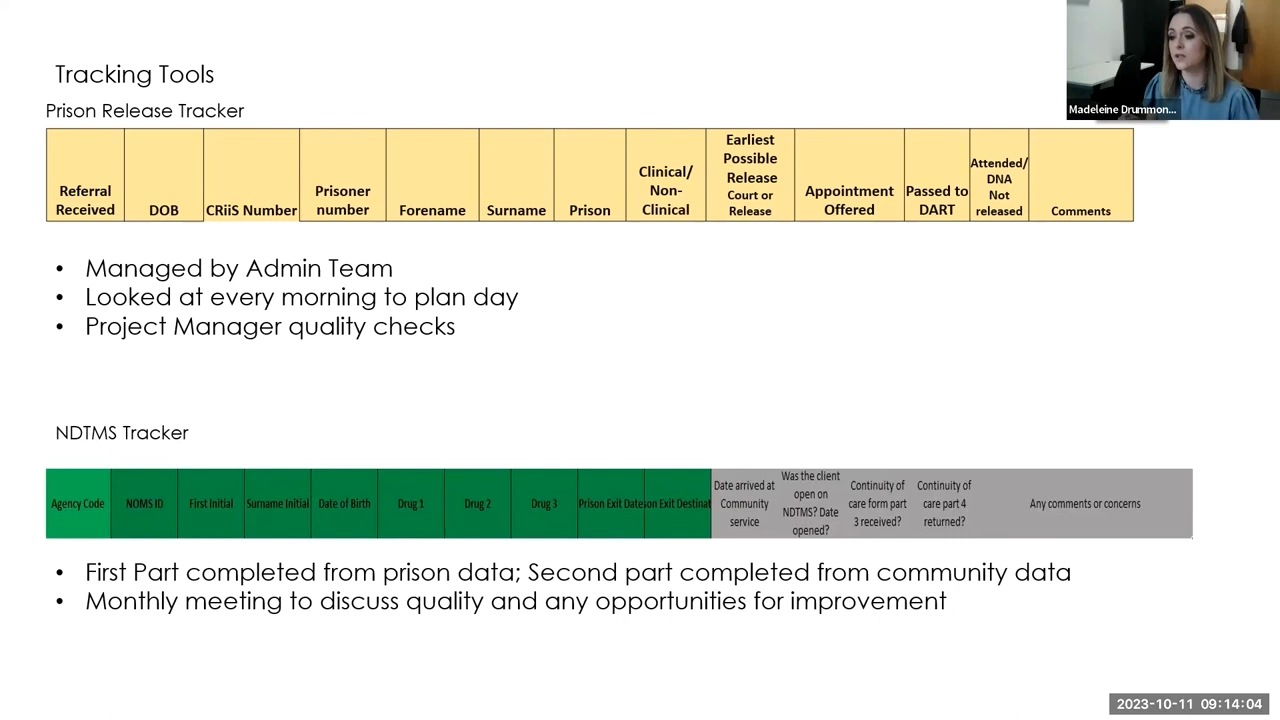 Tracking Tools
Prison Release Tracker
Madeleine Drummon...
Referral Received
DOB
CRiiS Number
Prisoner number
Forename
Surname
Prison
Clinical/ Non-Clinical
Earliest Possible Release Court or Release
Appointment Offered
Passed to DART
Attended/ DNA Not released
Comments
• Managed by Admin Team
• Looked at every morning to plan day
• Project Manager quality checks
NDTMS Tracker
Agency Code
NOMS ID
First Initial
Surname Initial
Date of Birth
Drug 1
Drug 2
Drug 3
Prison Exit Date
son Exit Destinat
Date arrived at Community service
Was the client open on NDTMS? Date opened?
Continuity of care form part 3 received?
Continuity of care part 4 returned?
Any comments or concerns
• First Part completed from prison data; Second part completed from community data
• Monthly meeting to discuss quality and any opportunities for improvement
2023-10-11 09:14:04